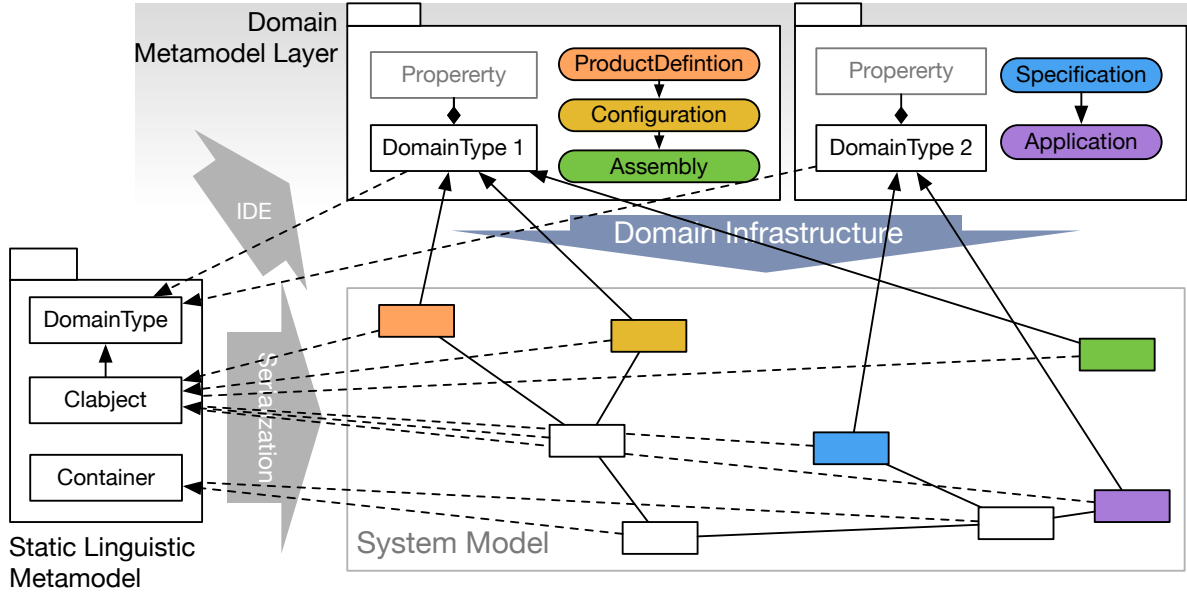 Domain
Metamodel Layer
Propererty
DomainType 1
ProductDefintion
Configuration
Assembly
Propererty
DomainType 2
Specification
Application
IDE
Domain Infrastructure
DomainType
Clabject
Container
Serialization
System Model
Static Linguistic
Metamodel